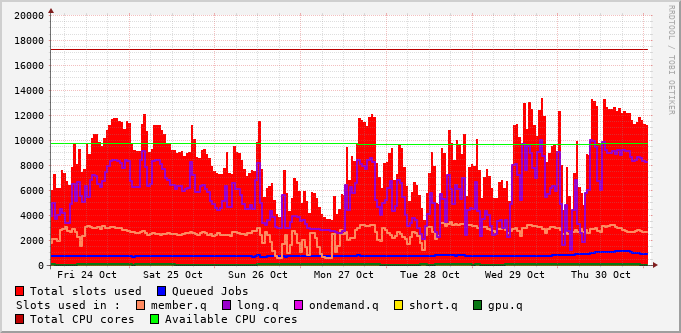 20000
18000
16000
14000
12000
10000
8000
6000
4000
2000
0
Fri 24 Oct Sat 25 Oct Sun 26 Oct Mon 27 Oct Tue 28 Oct Wed 29 Oct Thu 30 Oct
RRDTOOL / TOBI OETIKER
Total slots used Queued Jobs
Slots used in : member.q long.q ondemand.q short.q gpu.q
Total CPU cores Available CPU cores